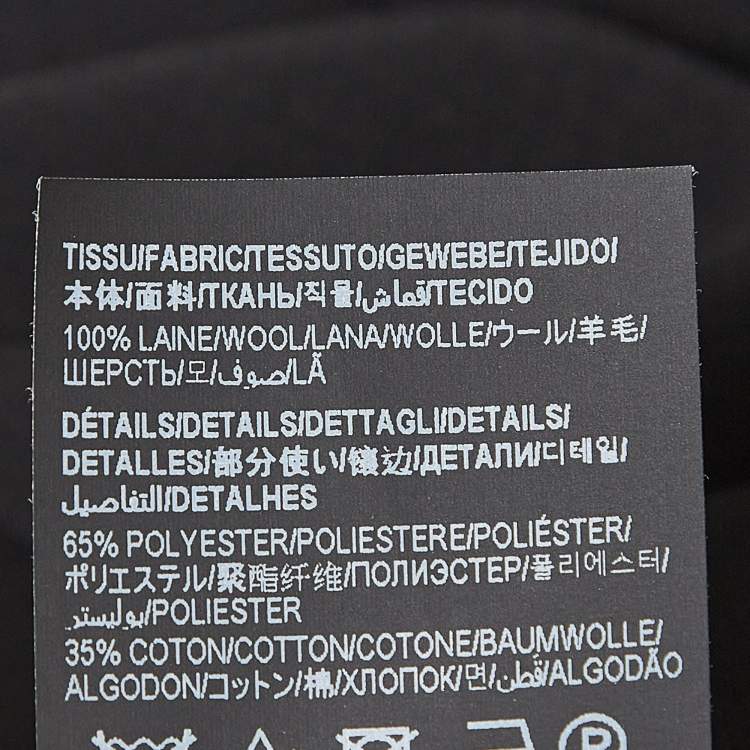 TISSU/FABRIC/TESSUTO/GEWEBE/TEJIDO/
本体/面料/ТКАНЬ/직물/قماش/TECIDO
100% LAINE/WOOL/LANA/WOLLE/ウール/羊毛/
ШЕРСТЬ/모/صوف/LÃ
DÉTAILS/DETAILS/DETTAGLI/DETAILS/
DETALLES/部分使い/镶边/ДЕТАЛИ/디테일/
التفاصيل/DETALHES
65% POLYESTER/POLIESTERE/POLIÉSTER/
ポリエステル/聚酯纤维/ПОЛИЭСТЕР/폴리에스터/
بوليستر/POLIESTER
35% COTON/COTTON/COTONE/BAUMWOLLE/
ALGODON/コットン/棉/ХЛОПОК/면/قطن/ALGODÃO
P